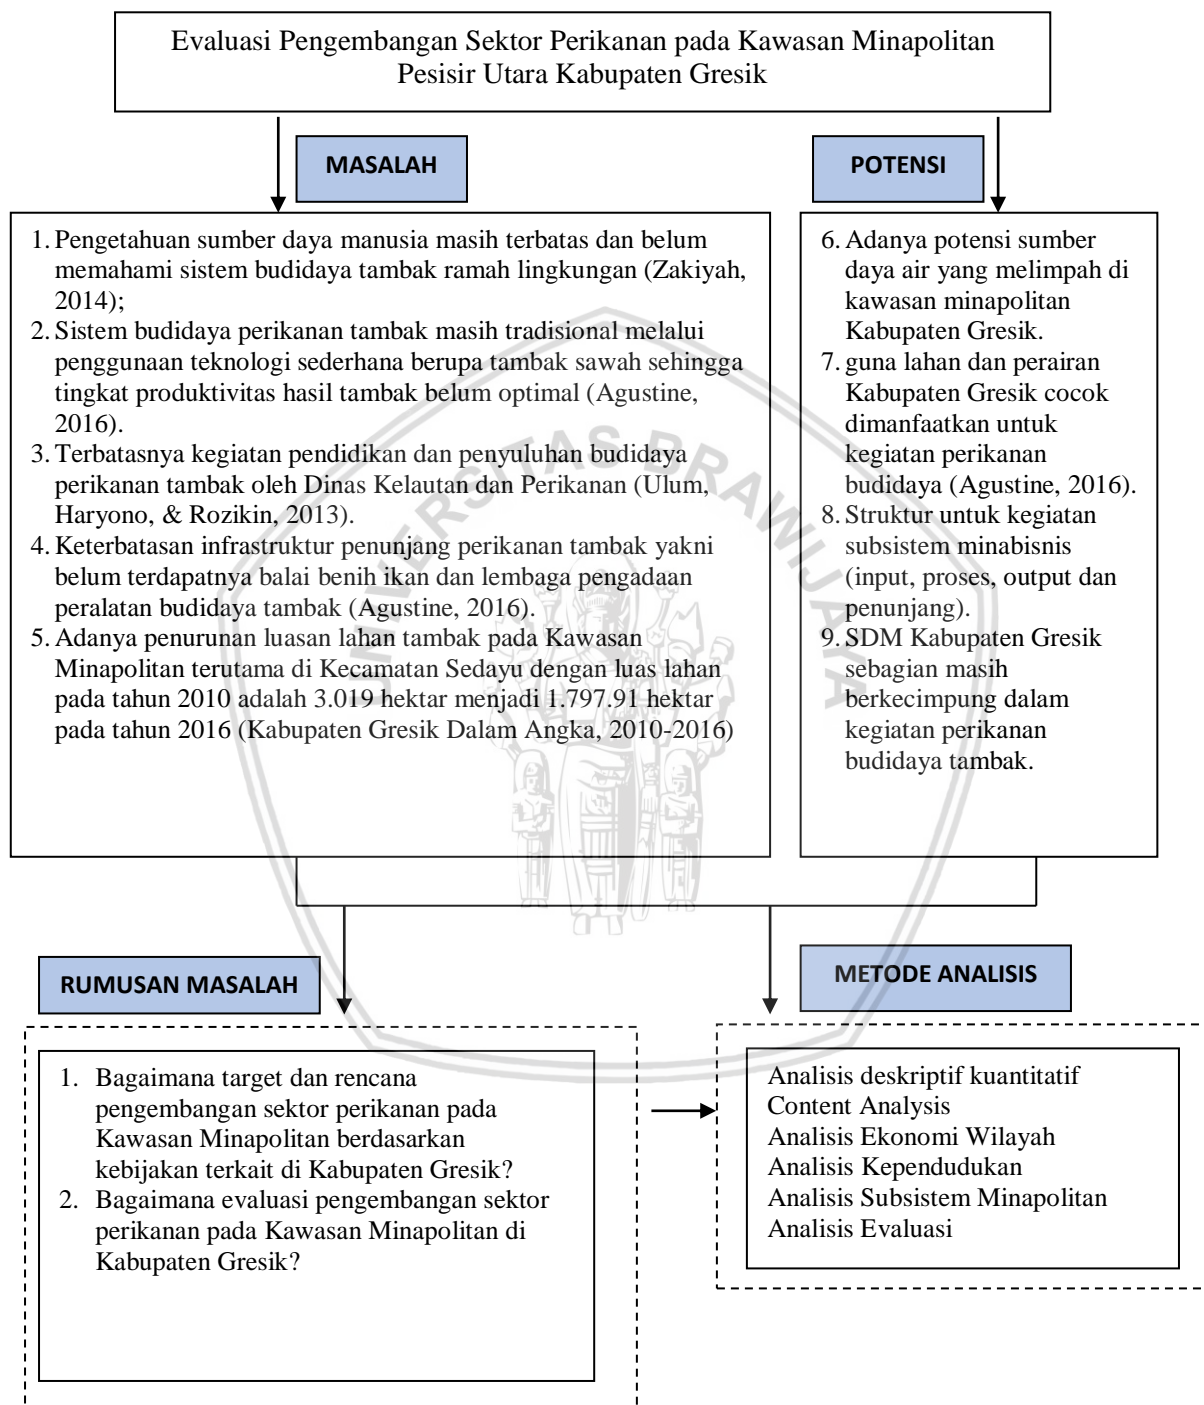 Evaluasi Pengembangan Sektor Perikanan pada Kawasan Minapolitan
Pesisir Utara Kabupaten Gresik
MASALAH
POTENSI
1. Pengetahuan sumber daya manusia masih terbatas dan belum
memahami sistem budidaya tambak ramah lingkungan (Zakiyah,
2014);
2. Sistem budidaya perikanan tambak masih tradisional melalui
penggunaan teknologi sederhana berupa tambak sawah sehingga
tingkat produktivitas hasil tambak belum optimal (Agustine,
2016).
3. Terbatasnya kegiatan pendidikan dan penyuluhan budidaya
perikanan tambak oleh Dinas Kelautan dan Perikanan (Ulum,
Haryono, & Rozikin, 2013).
4. Keterbatasan infrastruktur penunjang perikanan tambak yakni
belum terdapatnya balai benih ikan dan lembaga pengadaan
peralatan budidaya tambak (Agustine, 2016).
5. Adanya penurunan luasan lahan tambak pada Kawasan
Minapolitan terutama di Kecamatan Sedayu dengan luas lahan
pada tahun 2010 adalah 3.019 hektar menjadi 1.797.91 hektar
pada tahun 2016 (Kabupaten Gresik Dalam Angka, 2010-2016)
6. Adanya potensi sumber
daya air yang melimpah di
kawasan minapolitan
Kabupaten Gresik.
7. guna lahan dan perairan
Kabupaten Gresik cocok
dimanfaatkan untuk
kegiatan perikanan
budidaya (Agustine, 2016).
8. Struktur untuk kegiatan
subsistem minabisnis
(input, proses, output dan
penunjang).
9. SDM Kabupaten Gresik
sebagian masih
berkecimpung dalam
kegiatan perikanan
budidaya tambak.
UNIVERSITAS BRAWIJAYA
RUMUSAN MASALAH
METODE ANALISIS
1. Bagaimana target dan rencana
pengembangan sektor perikanan pada
Kawasan Minapolitan berdasarkan
kebijakan terkait di Kabupaten Gresik?
2. Bagaimana evaluasi pengembangan sektor
perikanan pada Kawasan Minapolitan di
Kabupaten Gresik?
Analisis deskriptif kuantitatif
Content Analysis
Analisis Ekonomi Wilayah
Analisis Kependudukan
Analisis Subsistem Minapolitan
Analisis Evaluasi